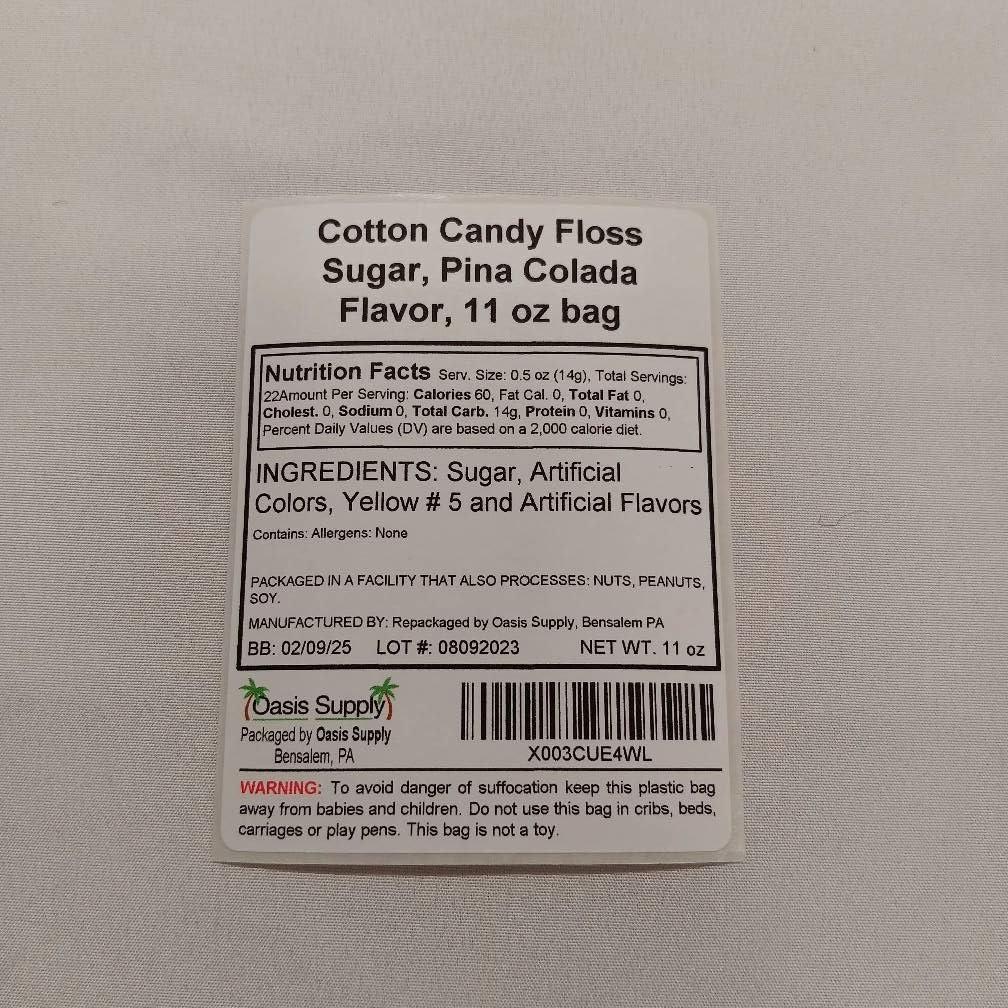 Cotton Candy Floss
Sugar, Pina Colada
Flavor, 11 oz bag
Nutrition Facts Serv. Size: 0.5 oz (14g), Total Servings:
22Amount Per Serving: Calories 60, Fat Cal. 0, Total Fat 0,
Cholest. 0, Sodium 0, Total Carb. 14g, Protein 0, Vitamins 0,
Percent Daily Values (DV) are based on a 2,000 calorie diet.
INGREDIENTS: Sugar, Artificial
Colors, Yellow # 5 and Artificial Flavors
Contains: Allergens: None
PACKAGED IN A FACILITY THAT ALSO PROCESSES: NUTS, PEANUTS,
SOY.
MANUFACTURED BY: Repackaged by Oasis Supply, Bensalem PA
BB: 02/09/25 LOT #: 08092023 NET WT. 11 oz
Oasis Supply
Packaged by Oasis Supply
Bensalem, PA
X003CUE4WL
WARNING: To avoid danger of suffocation keep this plastic bag
away from babies and children. Do not use this bag in cribs, beds,
carriages or play pens. This bag is not a toy.